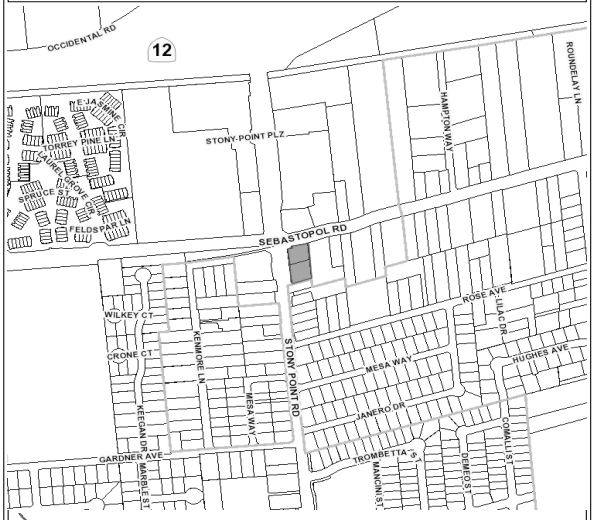 OCCIDENTAL RD
12
ROUNDELAY LN
E JASMINE CIR
HAMPTON WAY
STONY POINT PLZ
TORREY PINE LN
LAUREL GROVE CIR
SPRUCE ST
FELDSPAR LN
SEBASTOPOL RD
ROSE AVE
LILAC DR
WILKEY CT
KENMORE LN
STONY POINT RD
CRONE CT
HUGHES AVE
MESA WAY
MESA WAY
KEEGAN DR
JANERO DR
COMALLI ST
GARDNER AVE
TROMBETTA ST
MARBLE ST
MANCINI ST
DEMEO ST